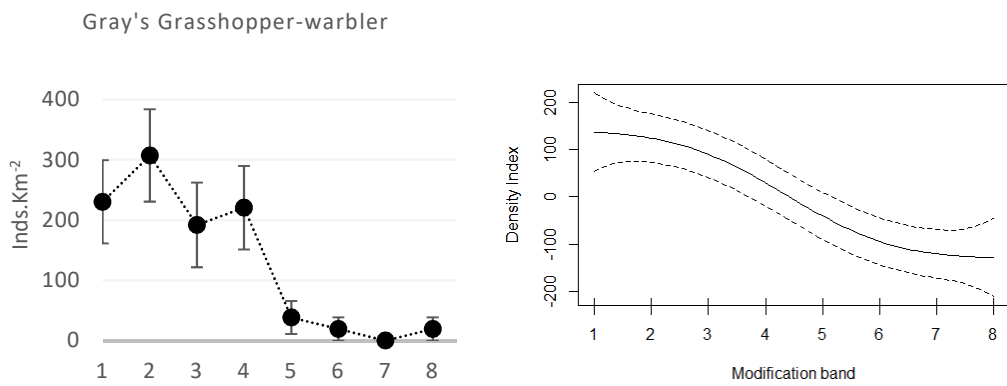 Gray's Grasshopper-warbler
Inds.Km-2
400
300
200
100
0
1 2 3 4 5 6 7 8
Density Index
200
100
0
-100
-200
1 2 3 4 5 6 7 8
Modification band